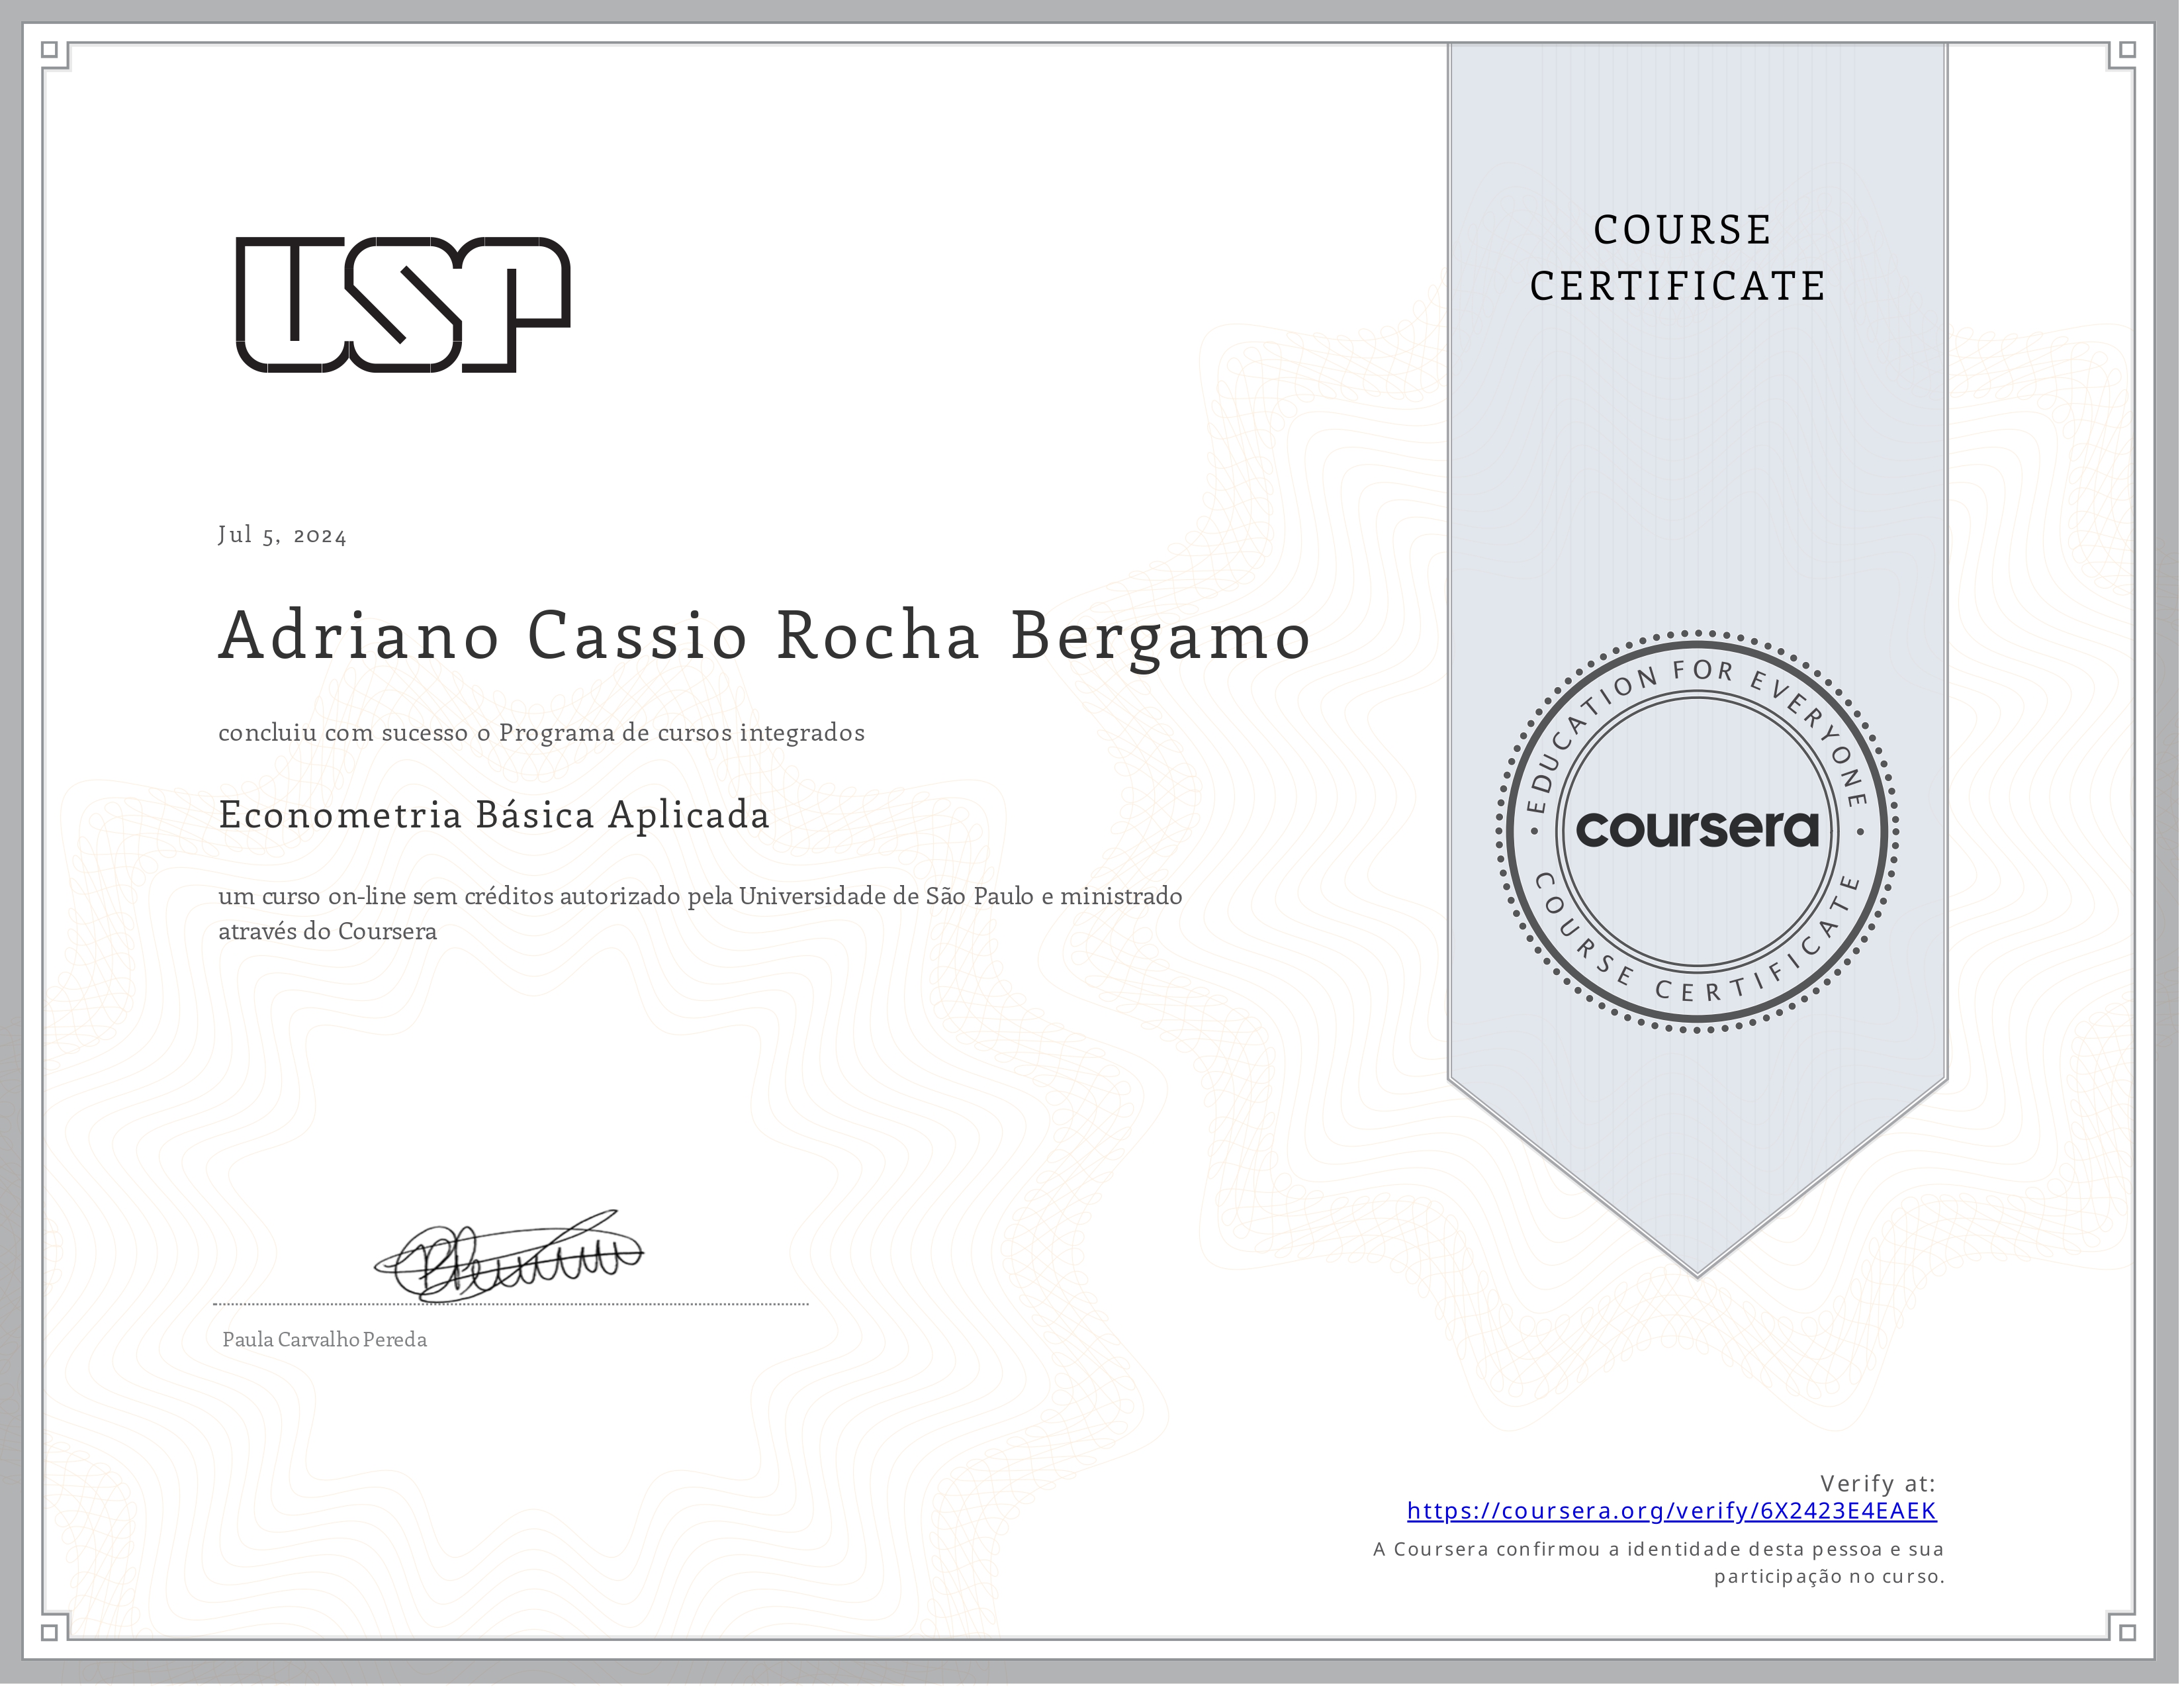 USP
COURSE
CERTIFICATE
Jul 5, 2024
Adriano Cassio Rocha Bergamo
concluiu com sucesso o Programa de cursos integrados
Econometria Básica Aplicada
um curso on-line sem créditos autorizado pela Universidade de São Paulo e ministrado
através do Coursera
EDUCATION FOR EVERYONE
coursera
COURSE CERTIFICATE
Paula Carvalho Pereda
Verify at:
https://coursera.org/verify/6X2423E4EAEK
A Coursera confirmou a identidade desta pessoa e sua
participação no curso.